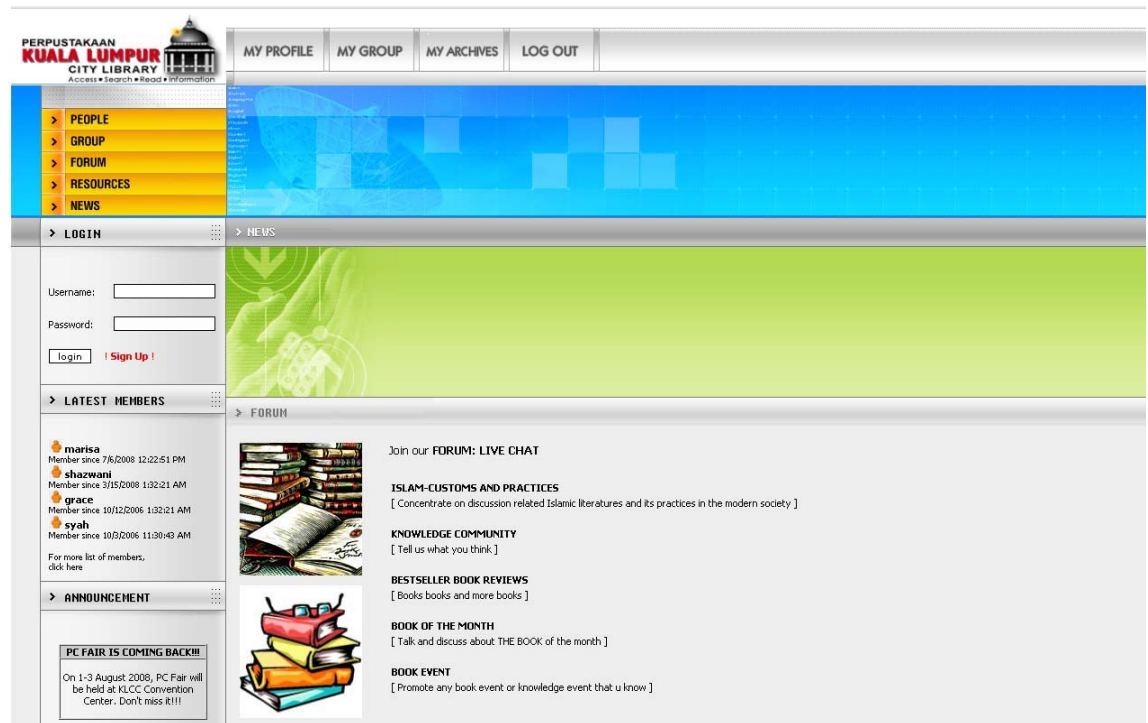 PERPUSTAKAAN
KUALA LUMPUR
CITY LIBRARY
Access • Search • Read • Information
MY PROFILE
MY GROUP
MY ARCHIVES
LOG OUT
PEOPLE
GROUP
FORUM
RESOURCES
NEWS
LOGIN
Username:
Password:
login
! Sign Up !
LATEST MEMBERS
marisa
Member since 7/6/2008 12:22:51 PM
shazwani
Member since 3/15/2008 1:32:21 AM
grace
Member since 10/12/2006 1:32:21 AM
syah
Member since 10/3/2006 11:30:43 AM
For more list of members,
click here
ANNOUNCEMENT
PC FAIR IS COMING BACK!!!
On 1-3 August 2008, PC Fair will
be held at KLCC Convention
Center. Don't miss it!!!
NEWS
FORUM
Join our FORUM: LIVE CHAT
ISLAM-CUSTOMS AND PRACTICES
[ Concentrate on discussion related Islamic literatures and its practices in the modern society ]
KNOWLEDGE COMMUNITY
[ Tell us what you think ]
BESTSELLER BOOK REVIEWS
[ Books books and more books ]
BOOK OF THE MONTH
[ Talk and discuss about THE BOOK of the month ]
BOOK EVENT
[ Promote any book event or knowledge event that u know ]